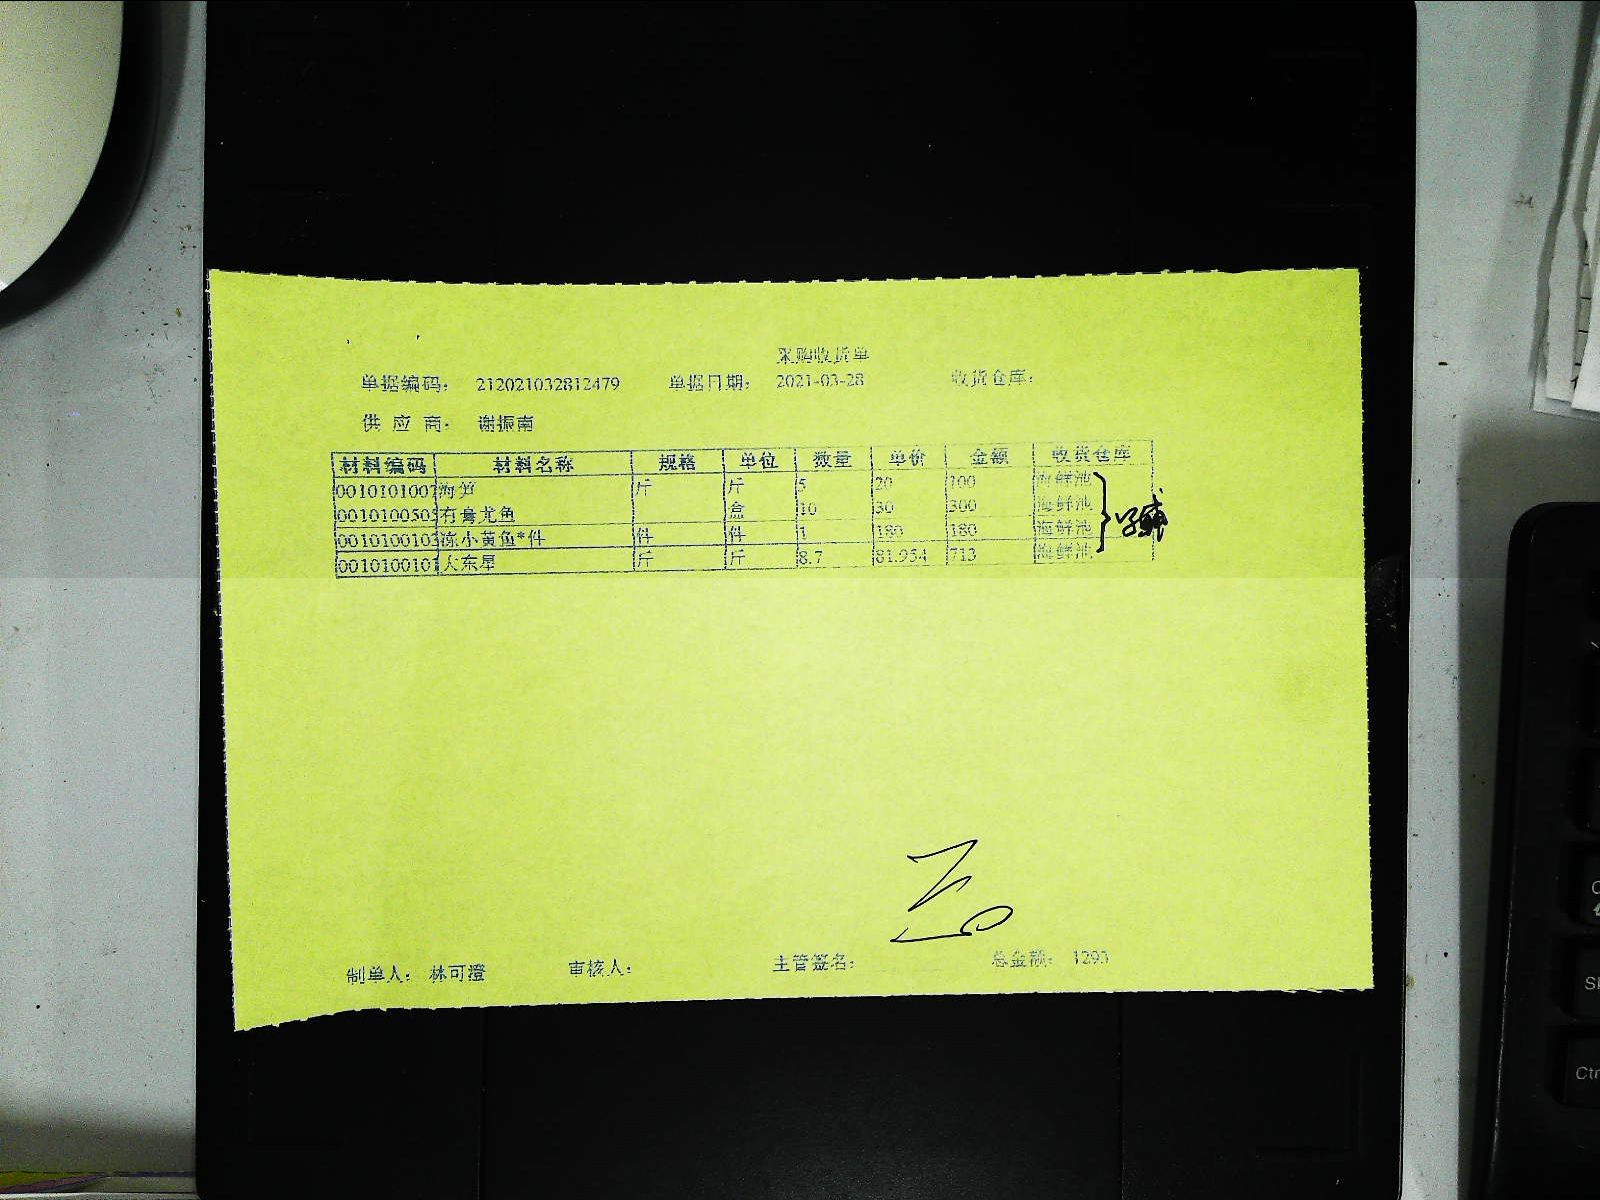 采购收货单
单据编码： 212021032812479 单据日期： 2021-03-28 收货仓库：
供 应 商： 谢振南
材料编码 材料名称 规格 单位 数量 单价 金额 收货仓库
0010101007 海笋 斤 斤 5 20 100 海鲜池
0010100505 有膏尤鱼 盒 10 30 300 海鲜池
0010100103 冻小黄鱼*件 件 件 1 180 180 海鲜池
0010100101 大东星 斤 斤 8.7 81.954 713 海鲜池
制单人： 林可澄 审核人： 主管签名： 总金额： 1293